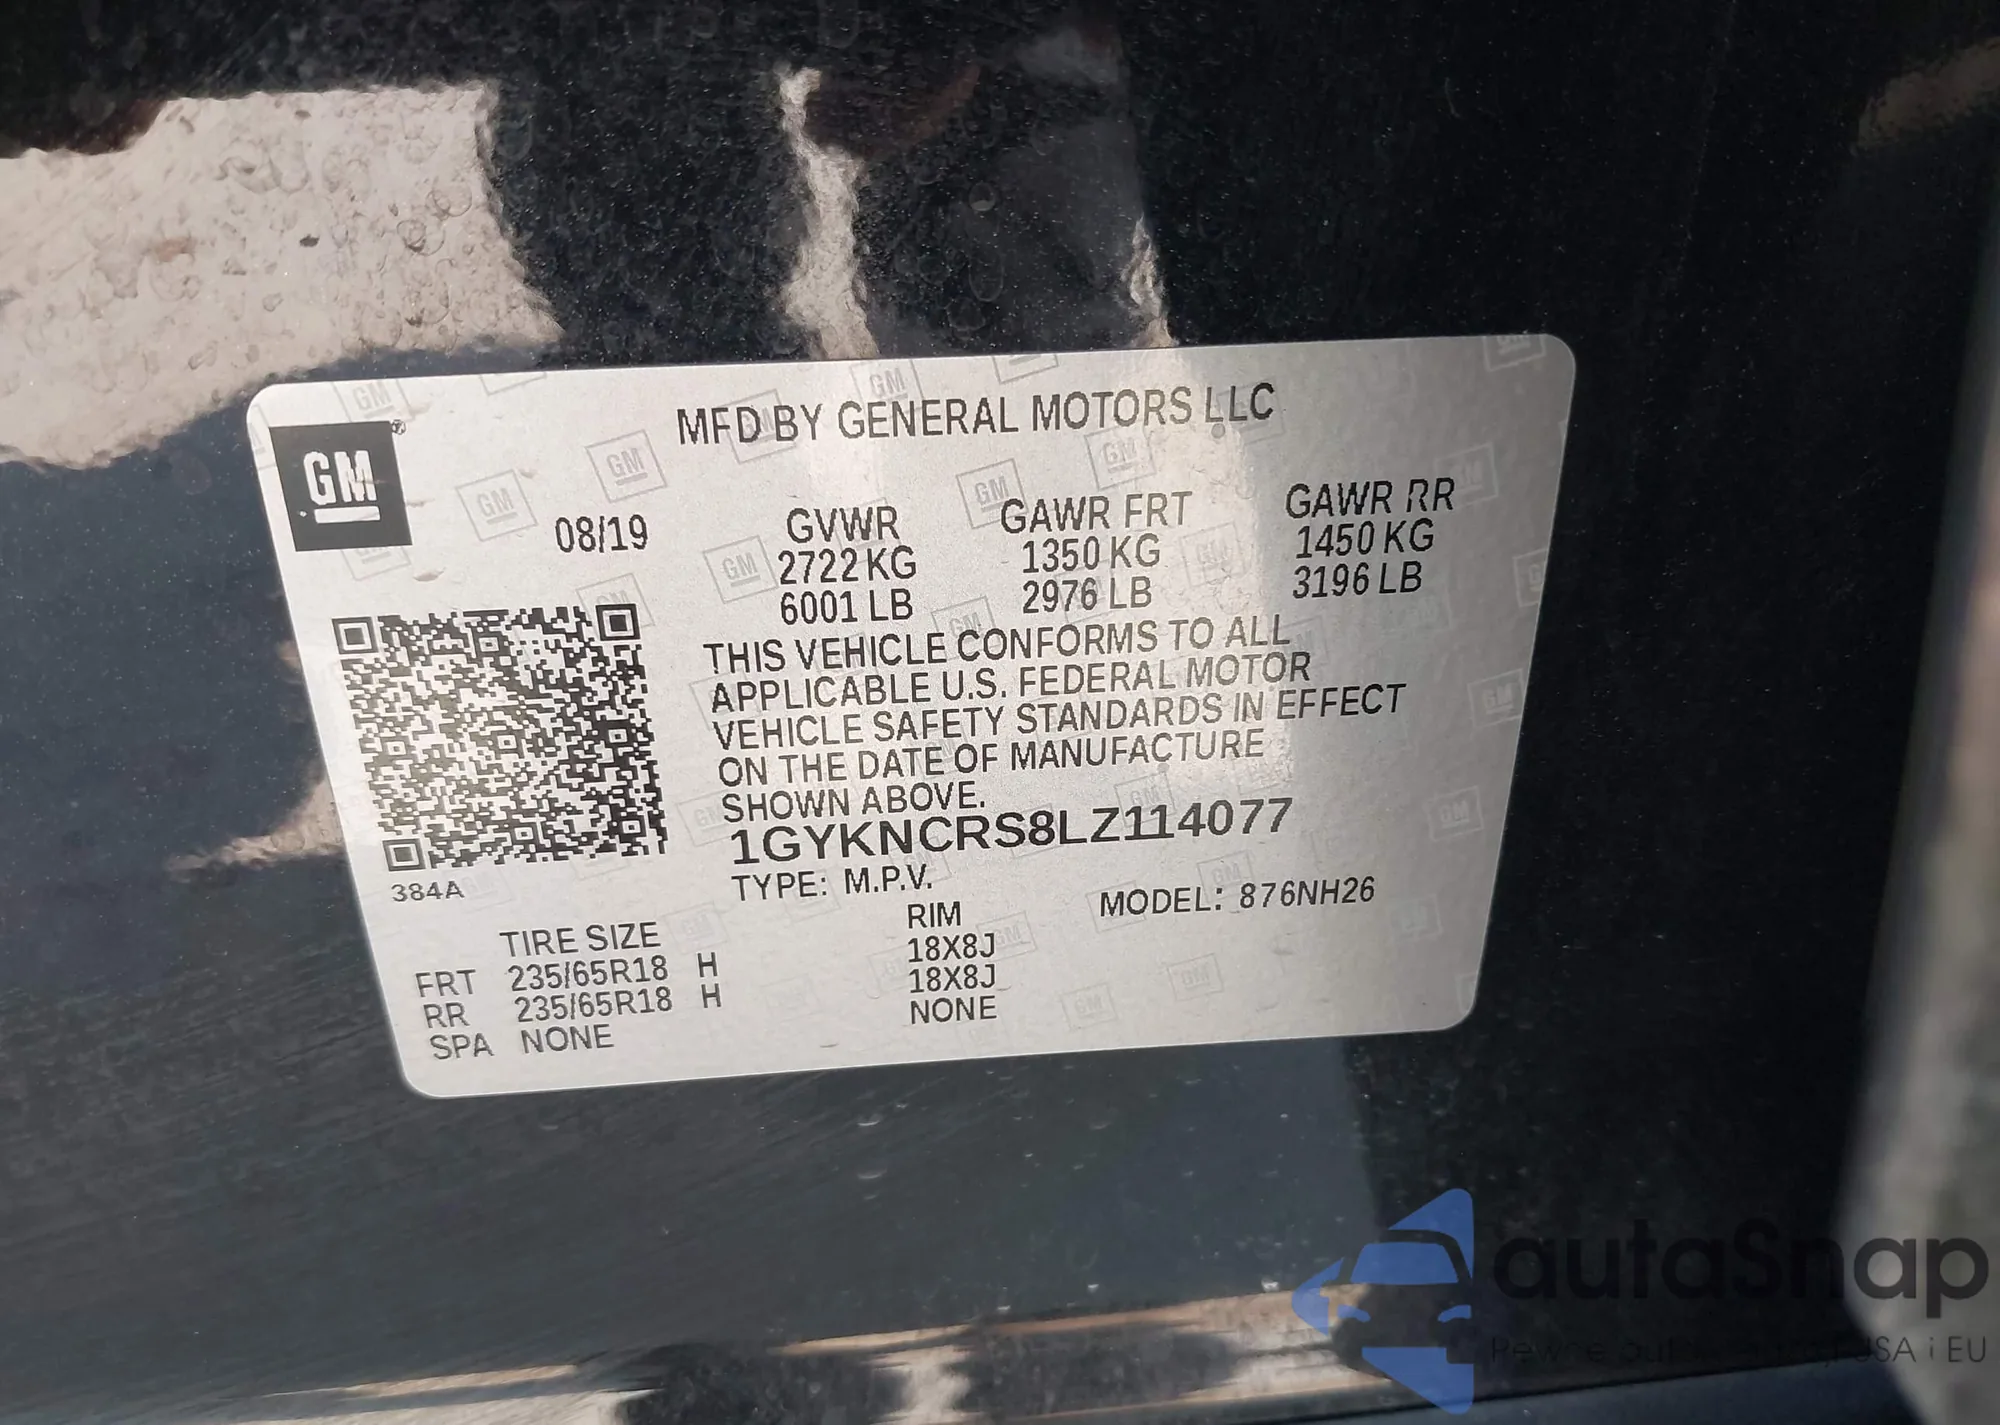 MFD BY GENERAL MOTORS LLC
GM
08/19
GVWR GAWR FRT GAWR RR
2722 KG 1350 KG 1450 KG
6001 LB 2976 LB 3196 LB
THIS VEHICLE CONFORMS TO ALL
APPLICABLE U.S. FEDERAL MOTOR
VEHICLE SAFETY STANDARDS IN EFFECT
ON THE DATE OF MANUFACTURE
SHOWN ABOVE.
1GYKNCRS8LZ114077
384A
TYPE: M.P.V. MODEL: 876NH26
TIRE SIZE RIM
FRT 235/65R18 H 18X8J
RR 235/65R18 H 18X8J
SPA NONE NONE
autaSnap
USA i EU